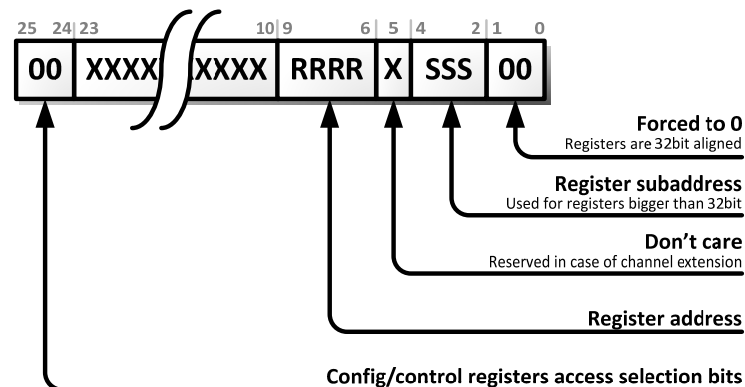 25 24 23 10 9 6 5 4 2 1 0
00 XXXX XXXX RRRR X SSS 00
Forced to 0
Registers are 32bit aligned
Register subaddress
Used for registers bigger than 32bit
Don't care
Reserved in case of channel extension
Register address
Config/control registers access selection bits